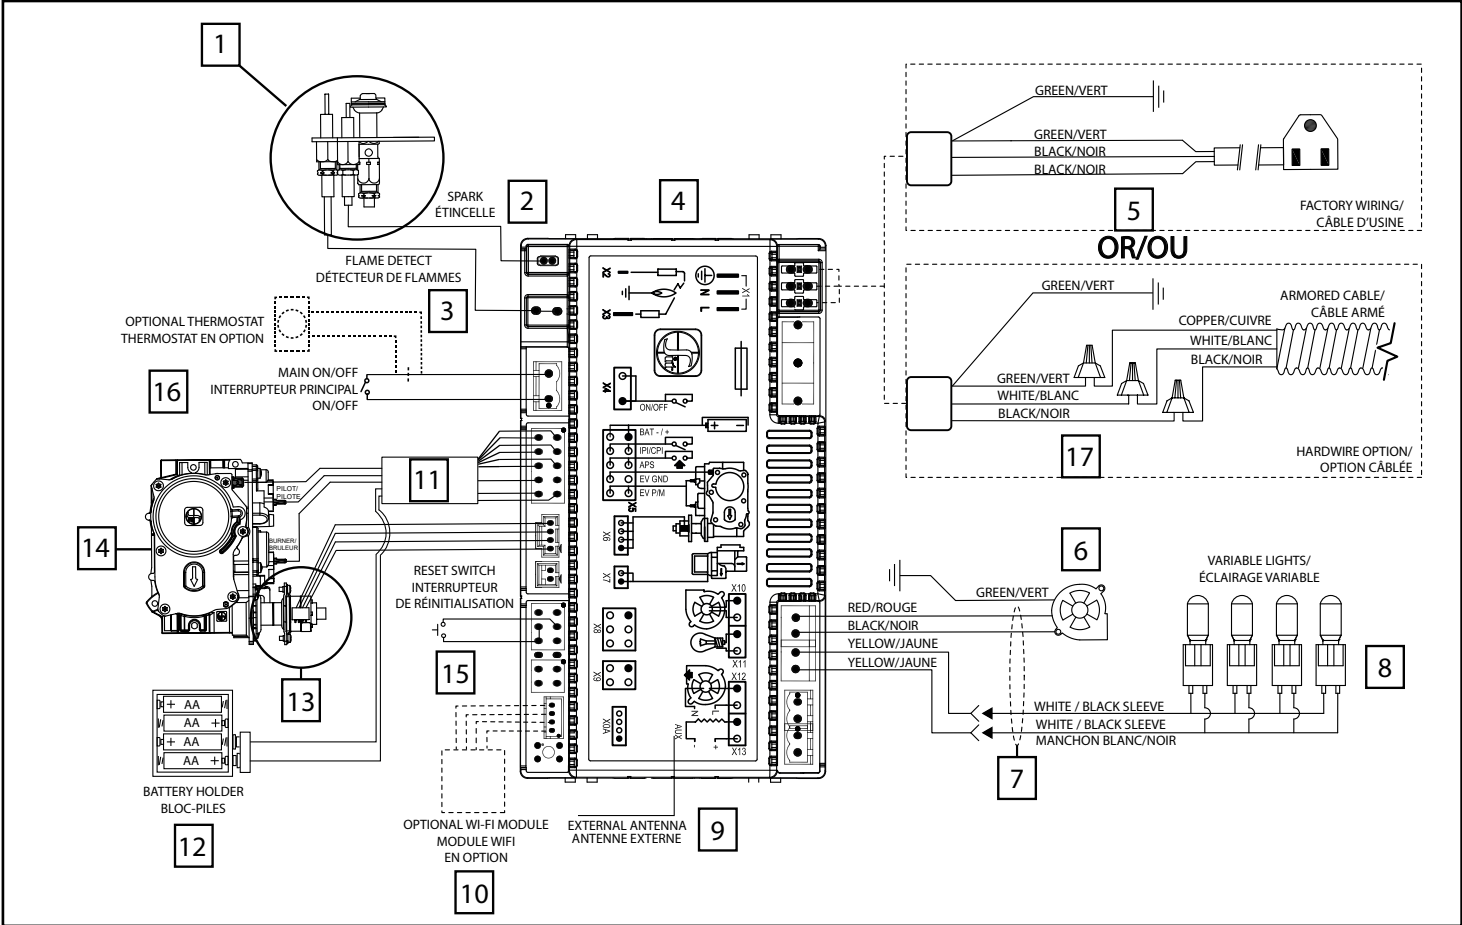 1
GREEN/VERT
GREEN/VERT
BLACK/NOIR
BLACK/NOIR
5
FACTORY WIRING/
CÂBLE D'USINE
OR/OU
SPARK
ÉTINCELLE
2
4
FLAME DETECT
DÉTECTEUR DE FLAMMES
3
OPTIONAL THERMOSTAT
THERMOSTAT EN OPTION
16
MAIN ON/OFF
INTERRUPTEUR PRINCIPAL
ON/OFF
X2
X3
N
L
X1
X4
ON/OFF
+ -
BAT - / +
IPI/CPI
APS
EV GND
EV P/M
X5
X6
X7
X10
X8
X11
X9
X12
N
L
X0A
AUX
- +
X13
GREEN/VERT
ARMORED CABLE/
CÂBLE ARMÉ
COPPER/CUIVRE
WHITE/BLANC
BLACK/NOIR
GREEN/VERT
WHITE/BLANC
BLACK/NOIR
17
HARDWIRE OPTION/
OPTION CÂBLÉE
11
PILOT/
PILOTE
BURNER/
BRULEUR
14
13
RESET SWITCH
INTERRUPTEUR
DE RÉINITIALISATION
15
6
VARIABLE LIGHTS/
ÉCLAIRAGE VARIABLE
GREEN/VERT
RED/ROUGE
BLACK/NOIR
YELLOW/JAUNE
YELLOW/JAUNE
8
WHITE / BLACK SLEEVE
WHITE / BLACK SLEEVE
MANCHON BLANC/NOIR
7
+ AA
AA +
+ AA
AA +
BATTERY HOLDER
BLOC-PILES
12
OPTIONAL WI-FI MODULE
MODULE WIFI
EN OPTION
10
EXTERNAL ANTENNA
ANTENNE EXTERNE
9